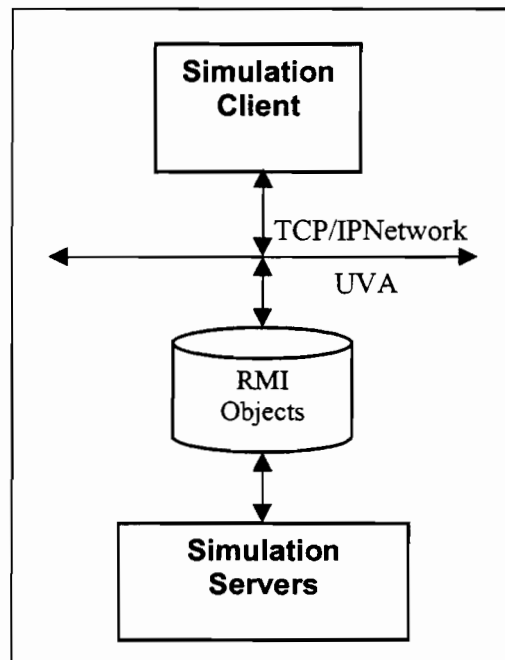 Simulation
Client
TCP/IPNetwork
UVA
RMI
Objects
Simulation
Servers